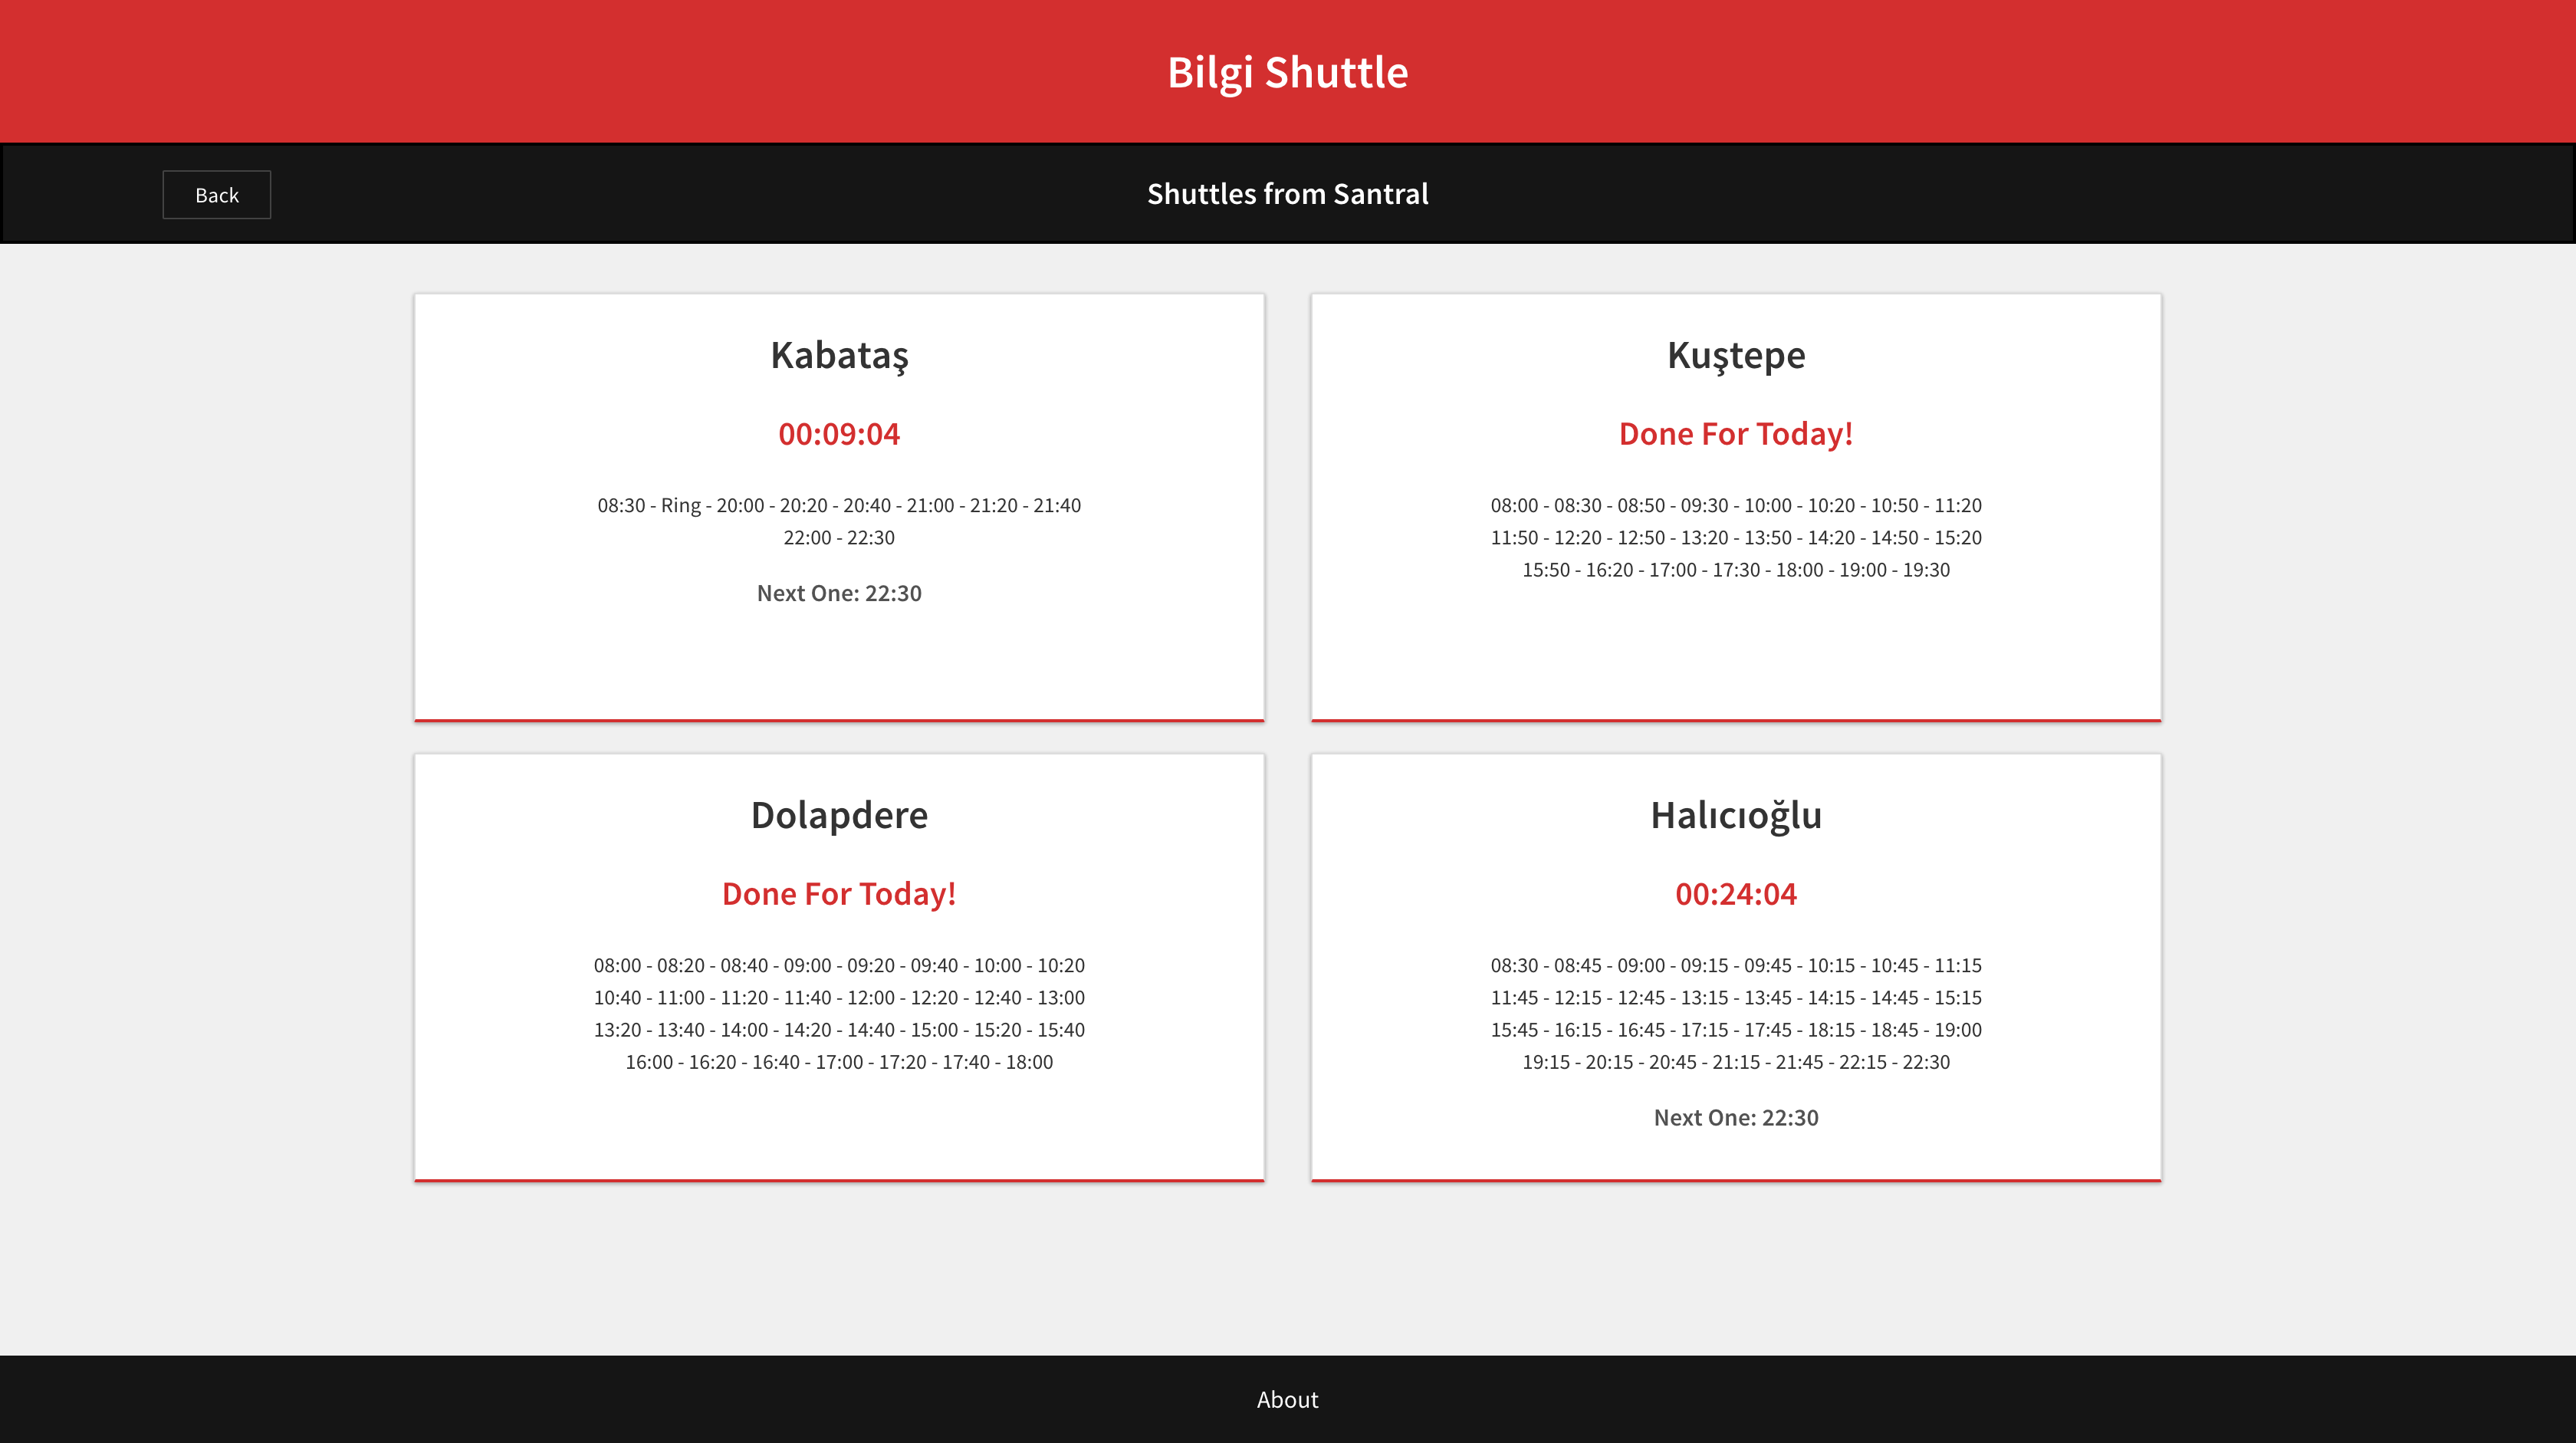 Bilgi Shuttle
Back
Shuttles from Santral
Kabataş
00:09:04
08:30 - Ring - 20:00 - 20:20 - 20:40 - 21:00 - 21:20 - 21:40
22:00 - 22:30
Next One: 22:30
Kuştepe
Done For Today!
08:00 - 08:30 - 08:50 - 09:30 - 10:00 - 10:20 - 10:50 - 11:20
11:50 - 12:20 - 12:50 - 13:20 - 13:50 - 14:20 - 14:50 - 15:20
15:50 - 16:20 - 17:00 - 17:30 - 18:00 - 19:00 - 19:30
Dolapdere
Done For Today!
08:00 - 08:20 - 08:40 - 09:00 - 09:20 - 09:40 - 10:00 - 10:20
10:40 - 11:00 - 11:20 - 11:40 - 12:00 - 12:20 - 12:40 - 13:00
13:20 - 13:40 - 14:00 - 14:20 - 14:40 - 15:00 - 15:20 - 15:40
16:00 - 16:20 - 16:40 - 17:00 - 17:20 - 17:40 - 18:00
Halıcıoğlu
00:24:04
08:30 - 08:45 - 09:00 - 09:15 - 09:45 - 10:15 - 10:45 - 11:15
11:45 - 12:15 - 12:45 - 13:15 - 13:45 - 14:15 - 14:45 - 15:15
15:45 - 16:15 - 16:45 - 17:15 - 17:45 - 18:15 - 18:45 - 19:00
19:15 - 20:15 - 20:45 - 21:15 - 21:45 - 22:15 - 22:30
Next One: 22:30
About